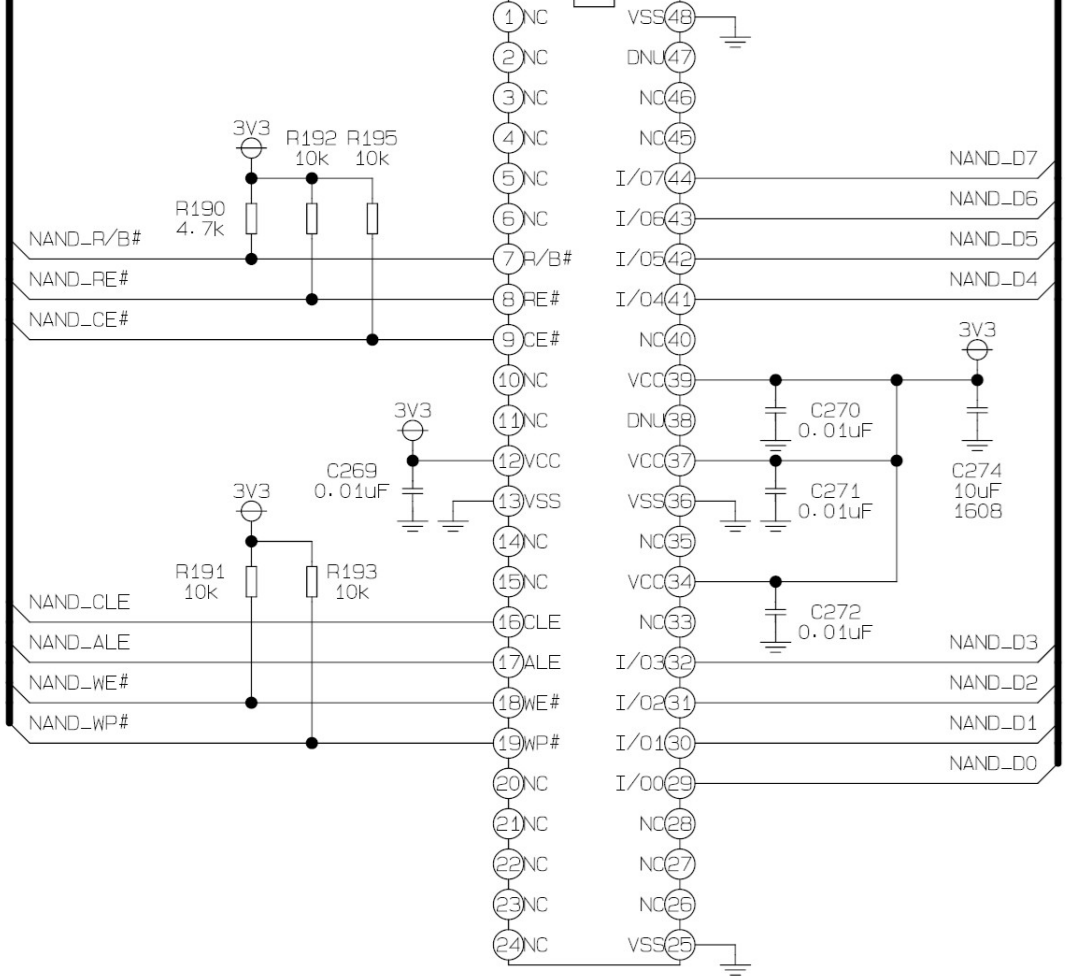 1 NC VSS 48
2 NC DNU 47
3 NC NC 46
3V3 R192 R195 4 NC NC 45
10k 10k NAND_D7
5 NC I/O7 44
R190 NAND_D6
4.7k 6 NC I/O6 43
NAND_R/B# NAND_D5
7 R/B# I/O5 42
NAND_RE# NAND_D4
8 RE# I/O4 41
NAND_CE# 3V3
9 CE# NC 40
10 NC VCC 39
3V3 C270
11 NC DNU 38 0.01uF
C269 12 VCC VCC 37 C274
0.01uF C271 10uF
3V3 13 VSS VSS 36 0.01uF 1608
14 NC NC 35
R191 R193
10k 10k 15 NC VCC 34
NAND_CLE C272
16 CLE NC 33 0.01uF
NAND_ALE NAND_D3
17 ALE I/O3 32
NAND_WE# NAND_D2
18 WE# I/O2 31
NAND_WP# NAND_D1
19 WP# I/O1 30
NAND_D0
20 NC I/O0 29
21 NC NC 28
22 NC NC 27
23 NC NC 26
24 NC VSS 25